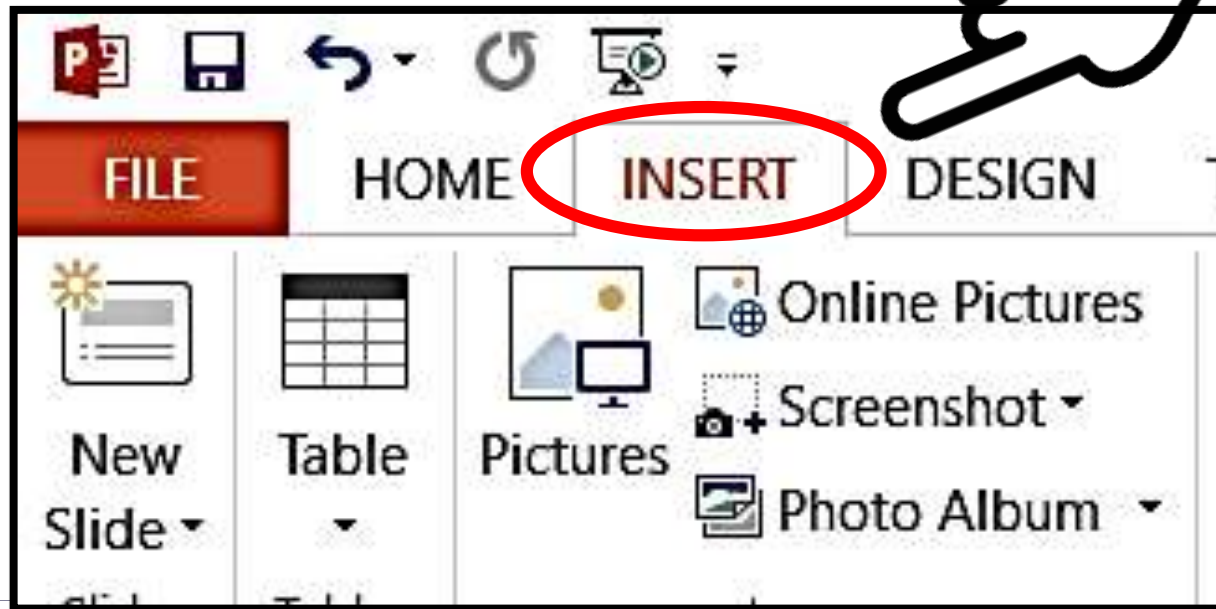 FILE HOME INSERT DESIGN
Online Pictures
Screenshot
New Table Pictures
Slide
Photo Album